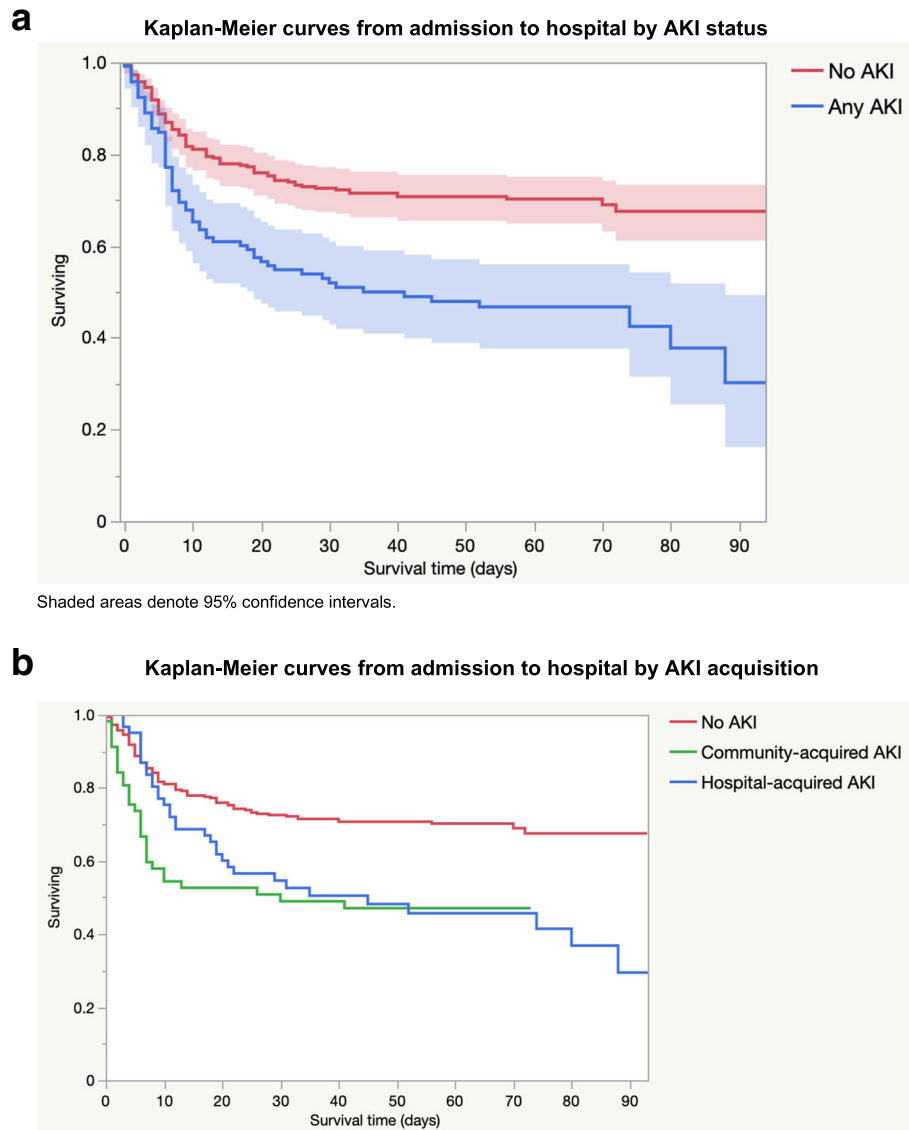 a
Kaplan-Meier curves from admission to hospital by AKI status
No AKI
Any AKI
1.0
0.8
0.6
0.4
0.2
0
Surviving
0 10 20 30 40 50 60 70 80 90
Survival time (days)
Shaded areas denote 95% confidence intervals.
b
Kaplan-Meier curves from admission to hospital by AKI acquisition
No AKI
Community-acquired AKI
Hospital-acquired AKI
1.0
0.8
0.6
0.4
0.2
0
Surviving
0 10 20 30 40 50 60 70 80 90
Survival time (days)